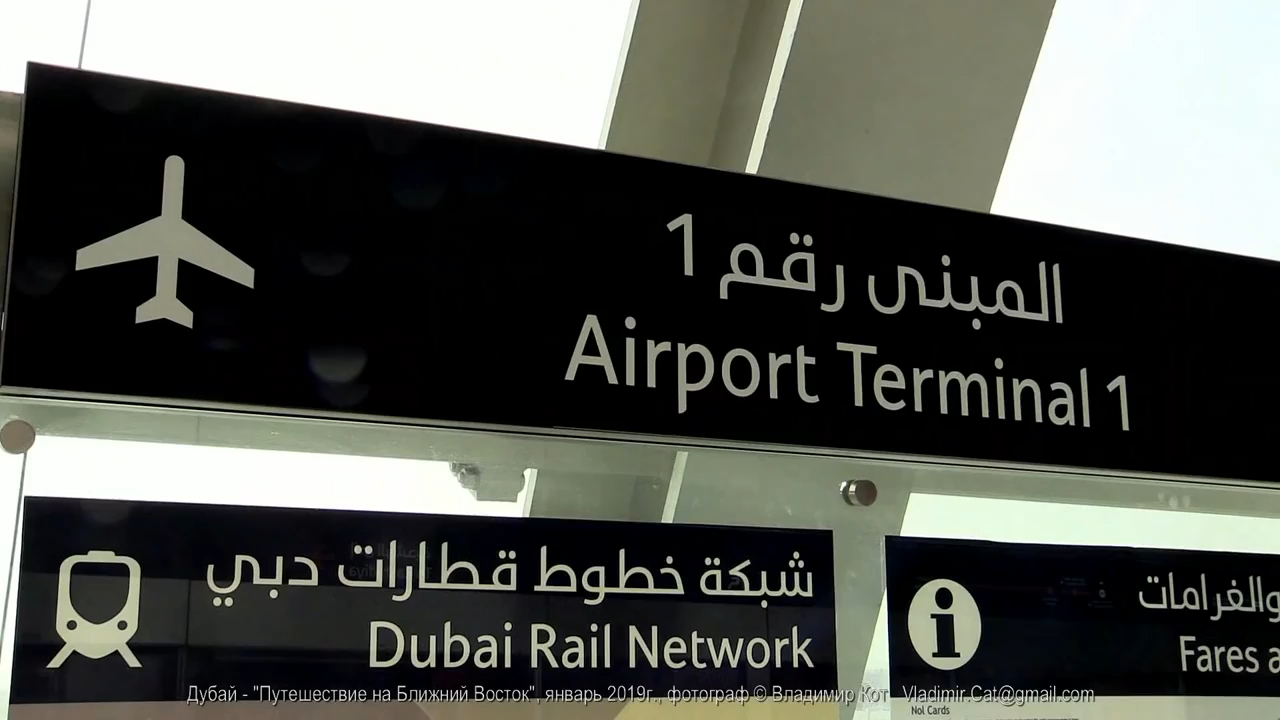 المبنى رقم 1
Airport Terminal 1
شبكة خطوط قطارات دبي
Dubai Rail Network
والغرامات
Fares a
Nol Cards
Дубай - "Путешествие на Ближний Восток", январь 2019г., фотограф © Владимир Кот Vladimir.Cat@gmail.com